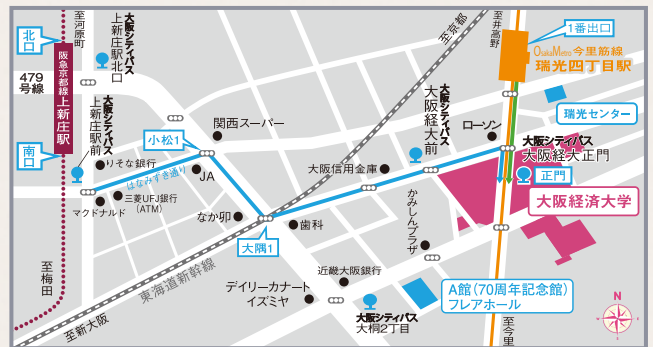 北口
至河原町
大阪シティバス
上新庄駅北口
479
号線
阪急京都線
上新庄駅
南口
大阪シティバス
上新庄駅前
りそな銀行
はなみずき通り
三菱UFJ銀行
(ATM)
マクドナルド
至梅田
小松1
関西スーパー
JA
なか卯
大隅1
歯科
東海道新幹線
至新大阪
至京都
大阪シティバス
大阪経大前
大阪信用金庫
ローソン
かみしんプラザ
近畿大阪銀行
デイリーカナート
イズミヤ
大阪シティバス
大桐2丁目
A館(70周年記念館)
フレアホール
至井高野
1番出口
OsakaMetro今里筋線
瑞光四丁目駅
瑞光センター
大阪シティバス
大阪経大正門
正門
大阪経済大学
至今里
N